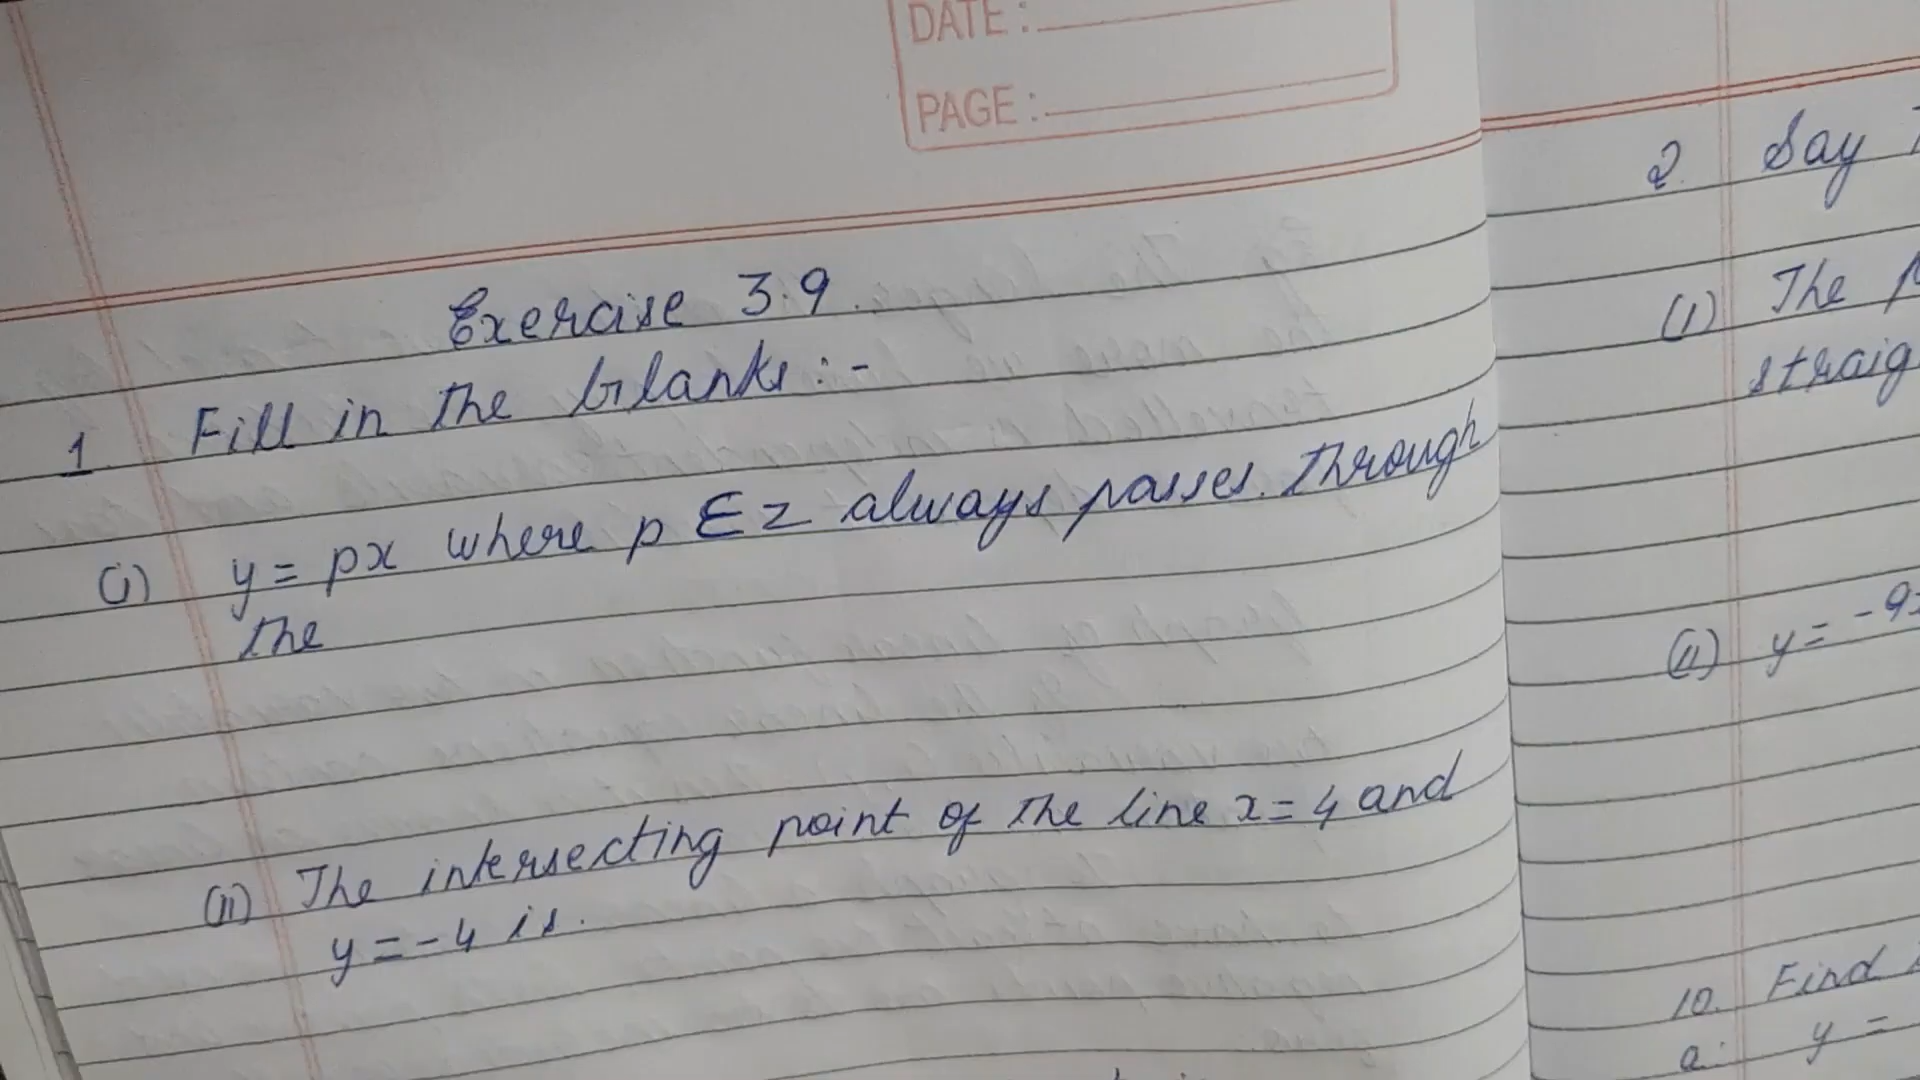 DATE :
PAGE :
Exercise 3.9.
1. Fill in the blanks :-
(i) y = px where p ∈ z always passes through
the
(ii) The intersecting point of the line x = 4 and
y = -4 is.
2. Say
(i) The
straig
(ii) y = -9
10. Find
a. y =